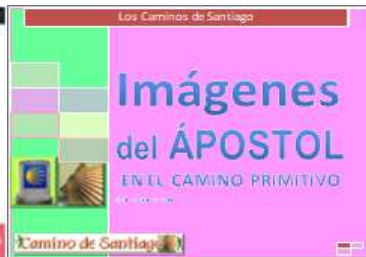 Los Caminos de Santiago
Imágenes
del ÁPOSTOL
EN EL CAMINO PRIMITIVO
Camino de Santiago